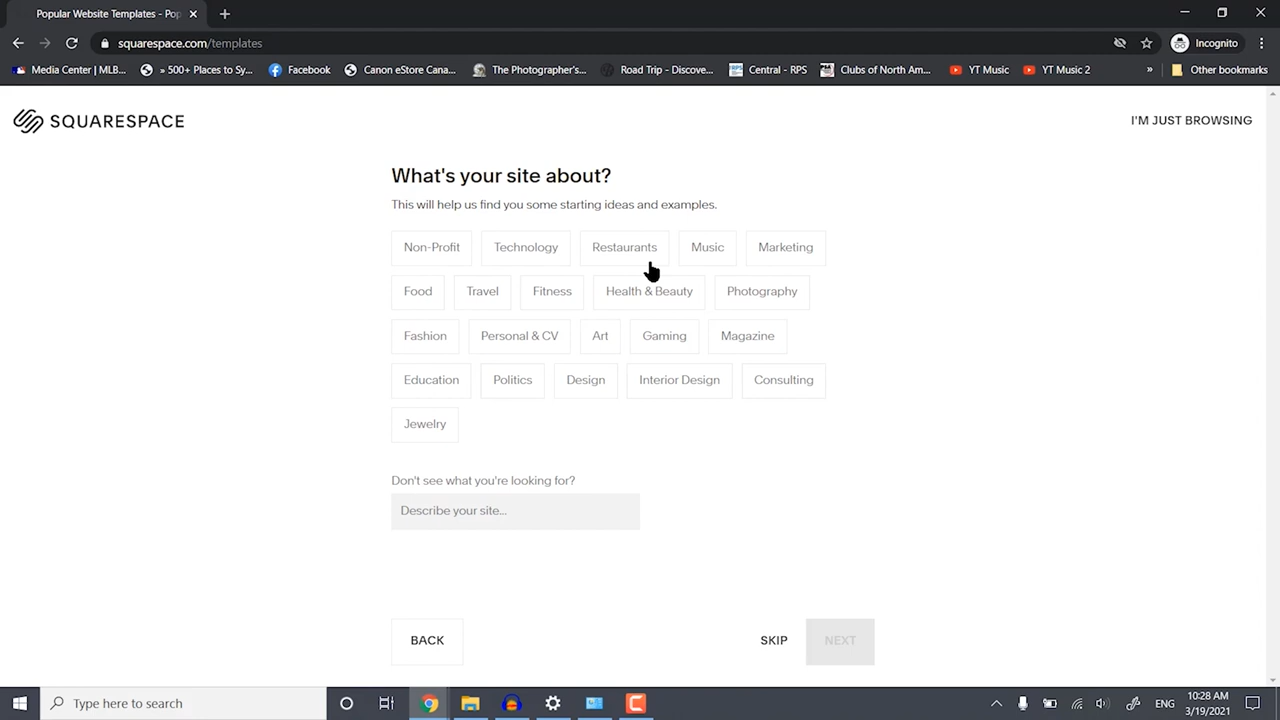 Popular Website Templates - Pop
squarespace.com/templates
Incognito
Media Center | MLB...
» 500+ Places to Sy...
Facebook
Canon eStore Cana...
The Photographer's...
Road Trip - Discove...
Central - RPS
Clubs of North Am...
YT Music
YT Music 2
»
Other bookmarks
SQUARESPACE
I'M JUST BROWSING
What's your site about?
This will help us find you some starting ideas and examples.
Non-Profit Technology Restaurants Music Marketing
Food Travel Fitness Health & Beauty Photography
Fashion Personal & CV Art Gaming Magazine
Education Politics Design Interior Design Consulting
Jewelry
Don't see what you're looking for?
Describe your site...
BACK SKIP NEXT
Type here to search
ENG
10:28 AM
3/19/2021